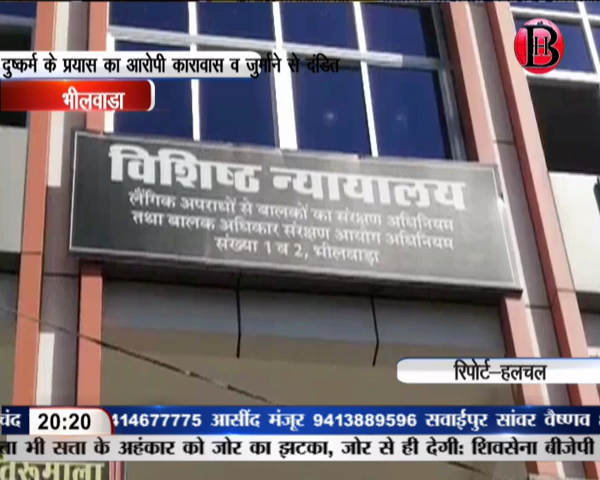 दुष्कर्म के प्रयास का आरोपी कारावास व जुर्माने से दंडित
BH
भीलवाडा
विशिष्ठ न्यायालय
लैंगिक अपराधों से बालकों का संरक्षण अधिनियम
तथा बालक अधिकार संरक्षण आयोग अधिनियम
संख्या 1 व 2, भीलवाड़ा
रिपोर्ट–हलचल
चंद 20:20 414677775 आसींद मंजूर 9413889596 सवाईपुर सांवर वैष्णव
भी सत्ता के अहंकार को जोर का झटका, जोर से ही देगी: शिवसेना बीजेपी